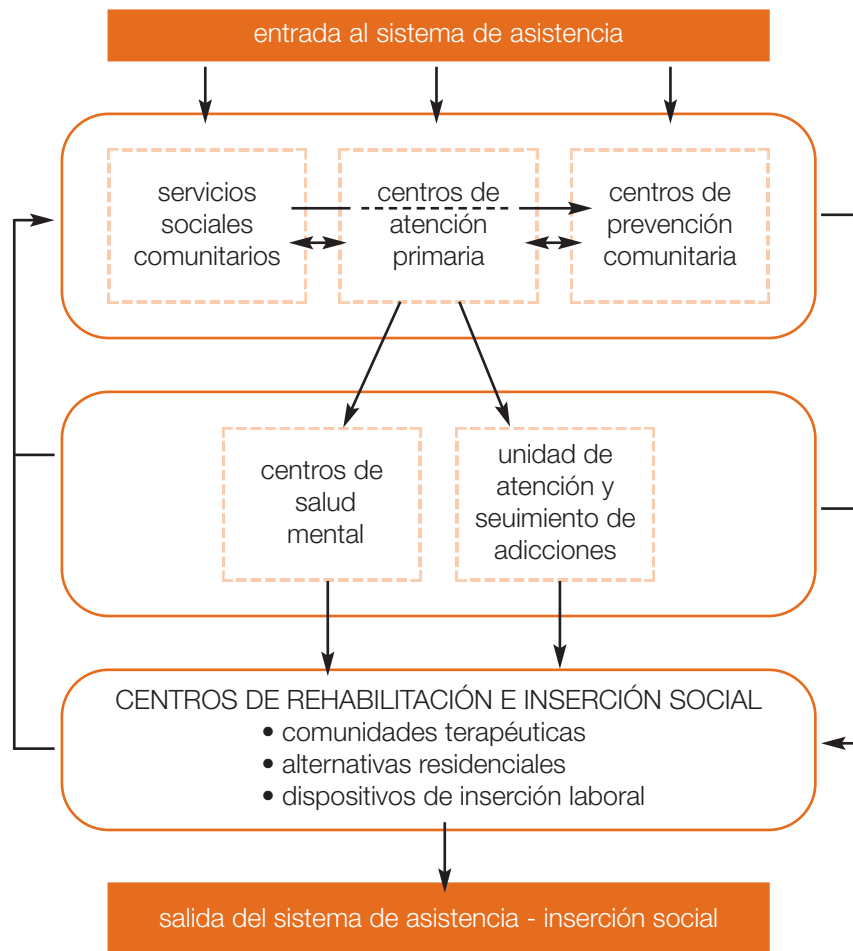 entrada al sistema de asistencia
servicios
sociales
comunitarios
centros de
atención
primaria
centros de
prevención
comunitaria
centros de
salud
mental
unidad de
atención y
seuimiento de
adicciones
CENTROS DE REHABILITACIÓN E INSERCIÓN SOCIAL
• comunidades terapéuticas
• alternativas residenciales
• dispositivos de inserción laboral
salida del sistema de asistencia - inserción social